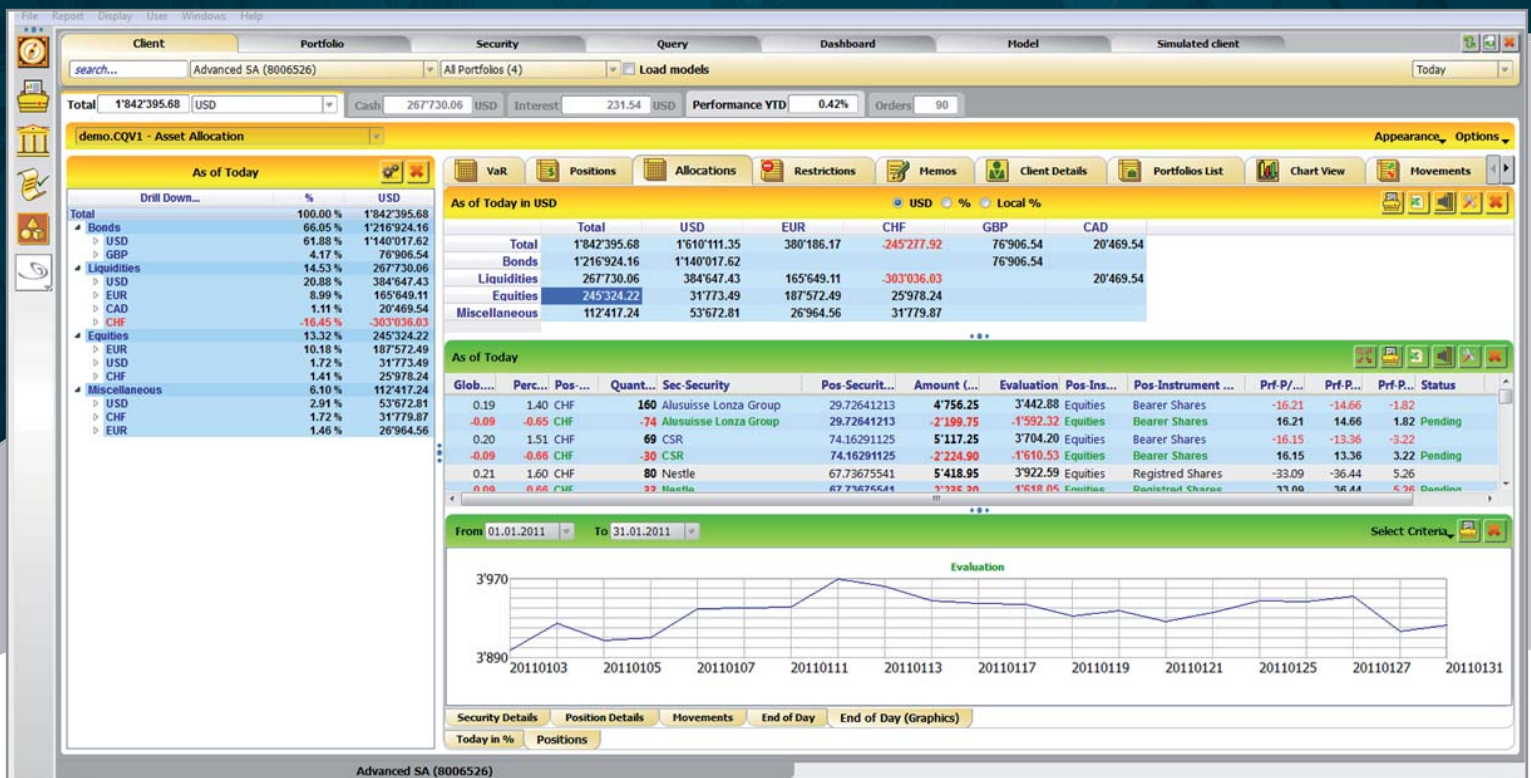 File Report Display User Windows Help
Client Portfolio Security Query Dashboard Model Simulated client
search... Advanced SA (8006526) All Portfolios (4) Load models Today
Total 1'842'395.68 USD Cash 267'730.06 USD Interest 231.54 USD Performance YTD 0.42% Orders 90
demo.CQV1 - Asset Allocation Appearance Options
As of Today
Drill Down... % USD
Total 100.00 % 1'842'395.68
Bonds 66.05 % 1'216'924.16
USD 61.88 % 1'140'017.62
GBP 4.17 % 76'906.54
Liquidities 14.53 % 267'730.06
USD 20.88 % 384'647.43
EUR 8.99 % 165'649.11
CAD 1.11 % 20'469.54
CHF -16.45 % -303'036.03
Equities 13.32 % 245'324.22
EUR 10.18 % 187'572.49
USD 1.72 % 31'773.49
CHF 1.41 % 25'978.24
Miscellaneous 6.10 % 112'417.24
USD 2.91 % 53'672.81
CHF 1.72 % 31'779.87
EUR 1.46 % 26'964.56
VaR Positions Allocations Restrictions Memos Client Details Portfolios List Chart View Movements
As of Today in USD USD % Local %
Total USD EUR CHF GBP CAD
Total 1'842'395.68 1'610'111.35 380'186.17 -245'277.92 76'906.54 20'469.54
Bonds 1'216'924.16 1'140'017.62 76'906.54
Liquidities 267'730.06 384'647.43 165'649.11 -303'036.03 20'469.54
Equities 245'324.22 31'773.49 187'572.49 25'978.24
Miscellaneous 112'417.24 53'672.81 26'964.56 31'779.87
As of Today
Glob.... Perc... Pos-... Quant... Sec-Security Pos-Securit... Amount (... Evaluation Pos-Ins... Pos-Instrument ... Prf-P/... Prf-P... Prf-P... Status
0.19 1.40 CHF 160 Alusuisse Lonza Group 29.72641213 4'756.25 3'442.88 Equities Bearer Shares -16.21 -14.66 -1.82
-0.09 -0.65 CHF -74 Alusuisse Lonza Group 29.72641213 -2'199.75 -1'592.32 Equities Bearer Shares 16.21 14.66 1.82 Pending
0.20 1.51 CHF 69 CSR 74.16291125 5'117.25 3'704.20 Equities Bearer Shares -16.15 -13.36 -3.22
-0.09 -0.66 CHF -30 CSR 74.16291125 -2'224.90 -1'610.53 Equities Bearer Shares 16.15 13.36 3.22 Pending
0.21 1.60 CHF 80 Nestle 67.73675541 5'418.95 3'922.59 Equities Registred Shares -33.09 -36.44 5.26
CHF Nestle 67.73675541 Equities Registred Shares 33.09 36.44 Pending
From 01.01.2011 To 31.01.2011 Select Criteria
Evaluation
3'970
3'890
20110103 20110105 20110107 20110111 20110113 20110117 20110119 20110121 20110125 20110127 20110131
Security Details Position Details Movements End of Day End of Day (Graphics)
Today in % Positions
Advanced SA (8006526)